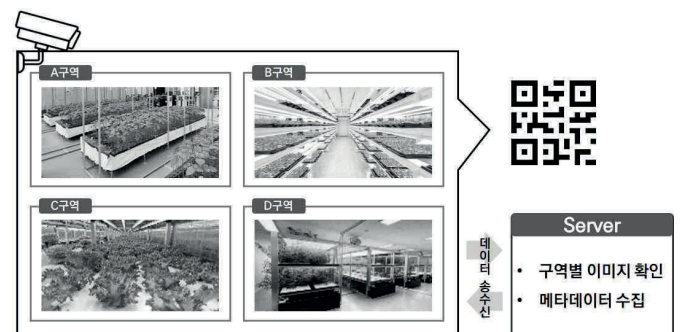 A구역
B구역
C구역
D구역
데이터 송수신
Server
• 구역별 이미지 확인
• 메타데이터 수집